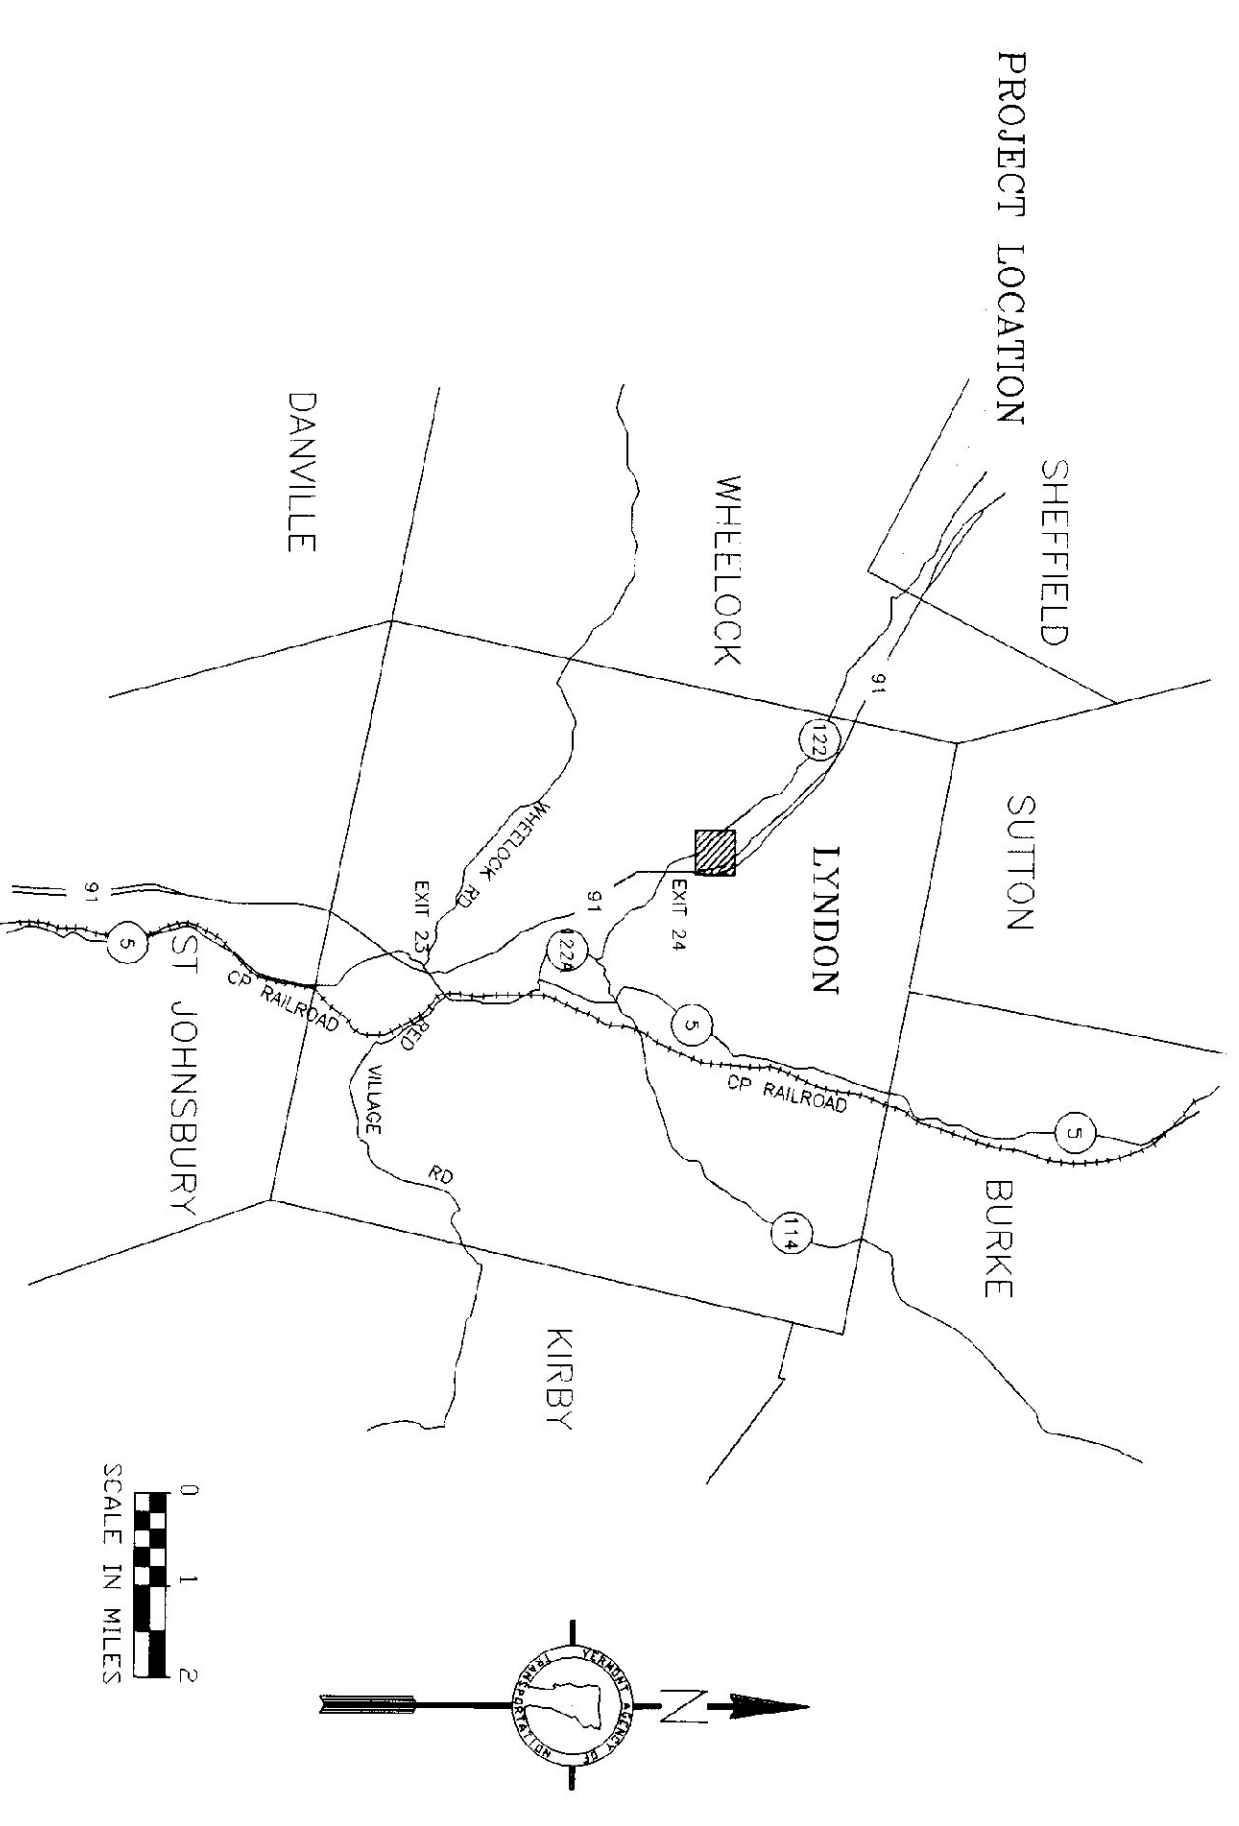 PROJECT LOCATION
SHEFFIELD
SUTTON
BURKE
WHEELOCK
91
122
LYNDON
114
5
CP RAILROAD
5
EXIT 24
91
122A
KIRBY
WHEELOCK RD
EXIT 23
RED
VILLAGE
RD
DANVILLE
CP RAILROAD
ST JOHNSBURY
91
5
0 1 2
SCALE IN MILES
N
VERMONT AGENCY OF
TRANSPORTATION